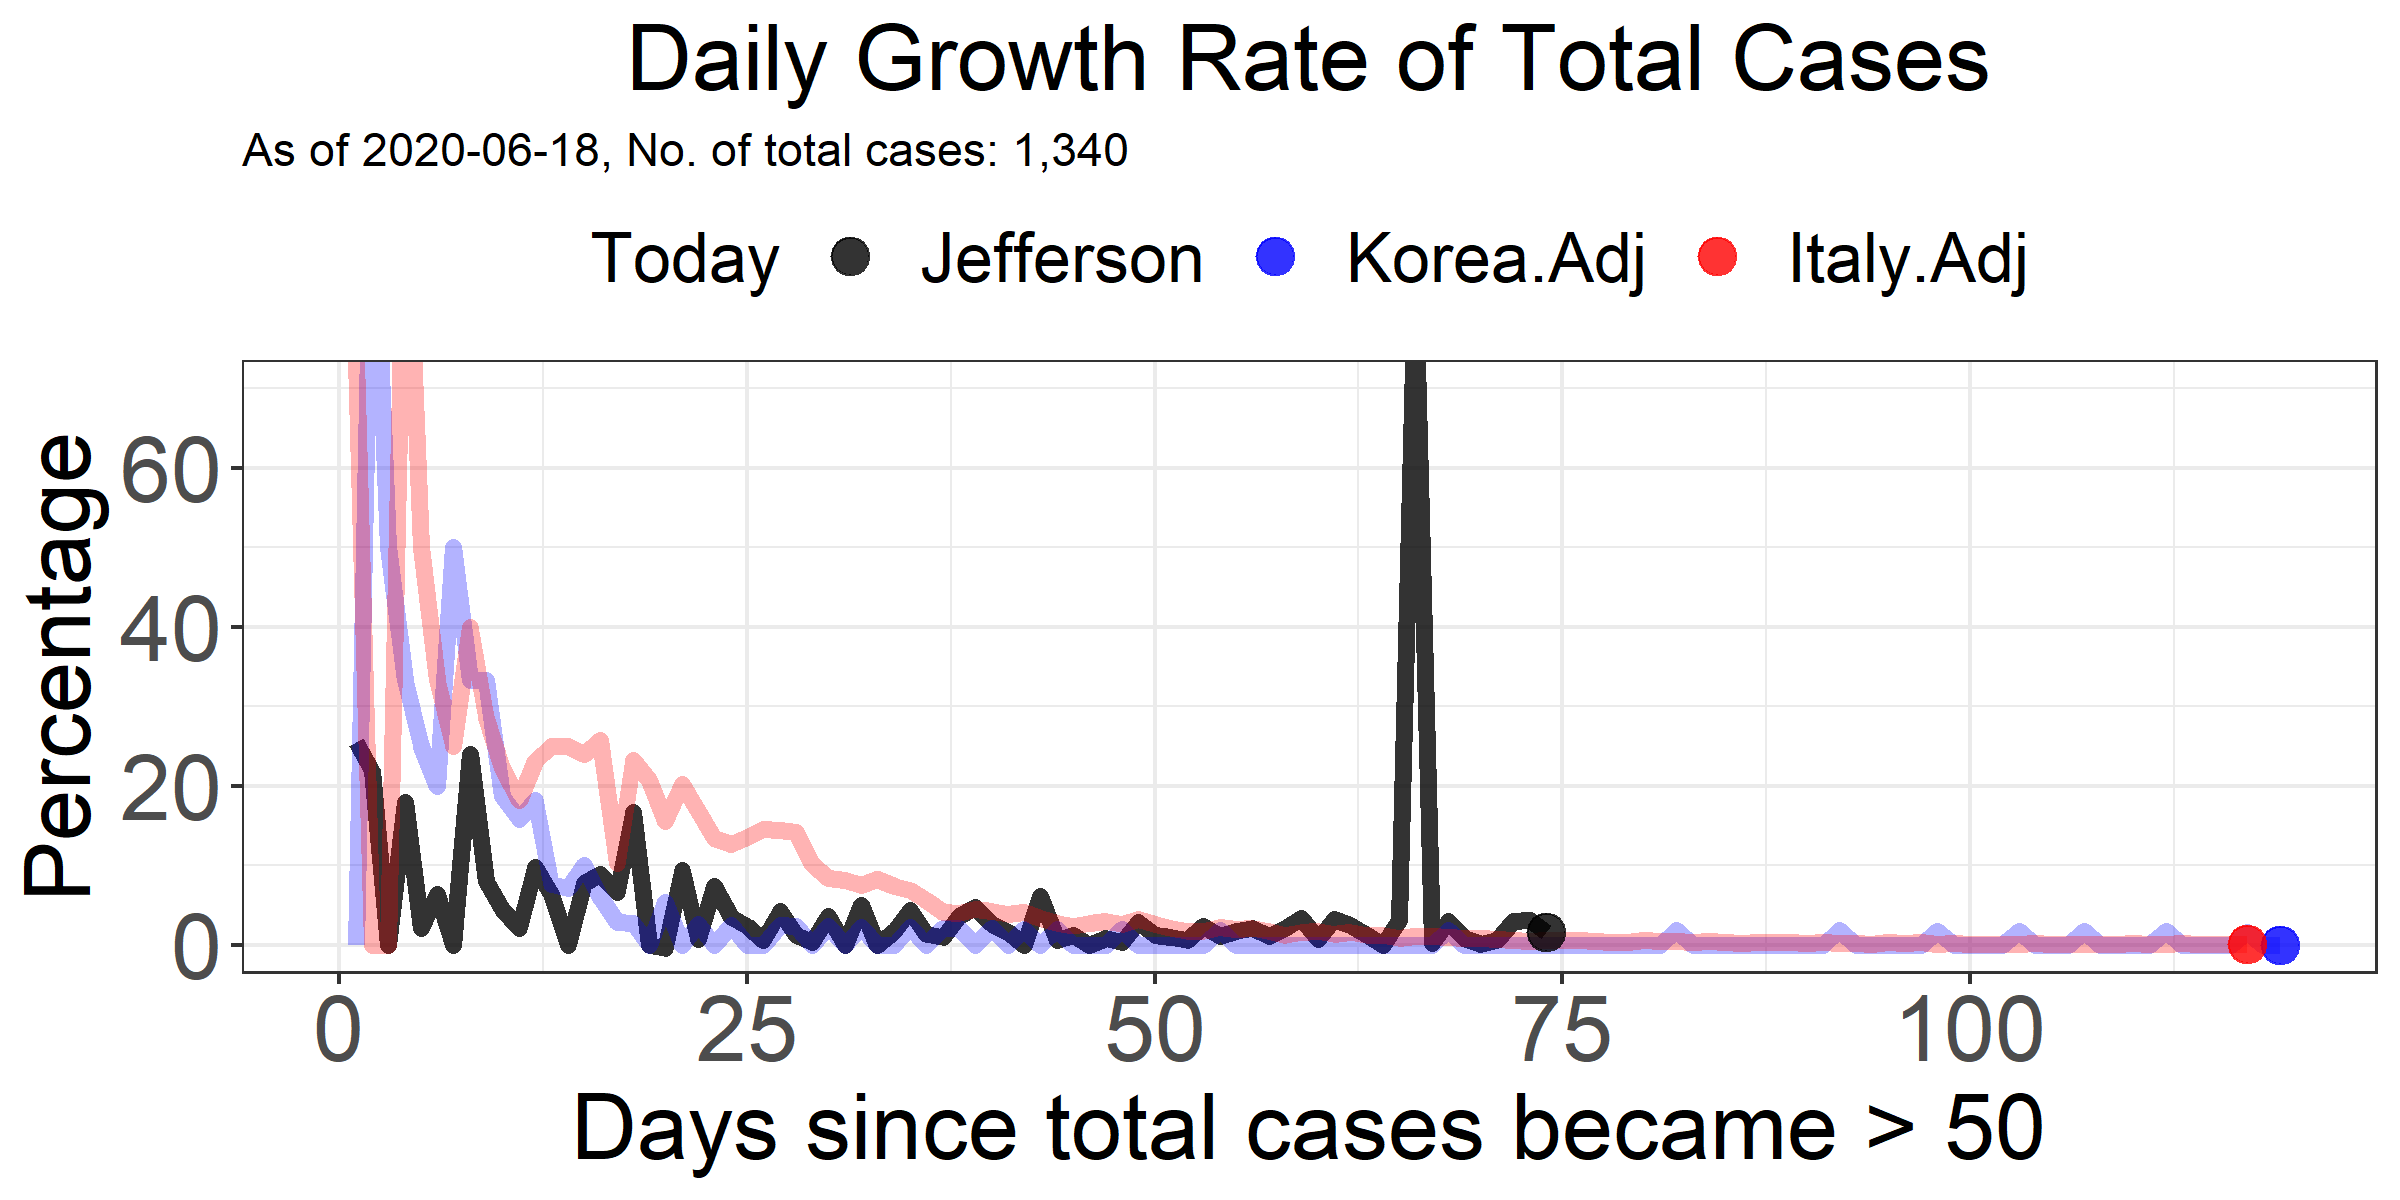 Daily Growth Rate of Total Cases
As of 2020-06-18, No. of total cases: 1,340
Today Jefferson Korea.Adj Italy.Adj
Percentage
60
40
20
0
0 25 50 75 100
Days since total cases became > 50